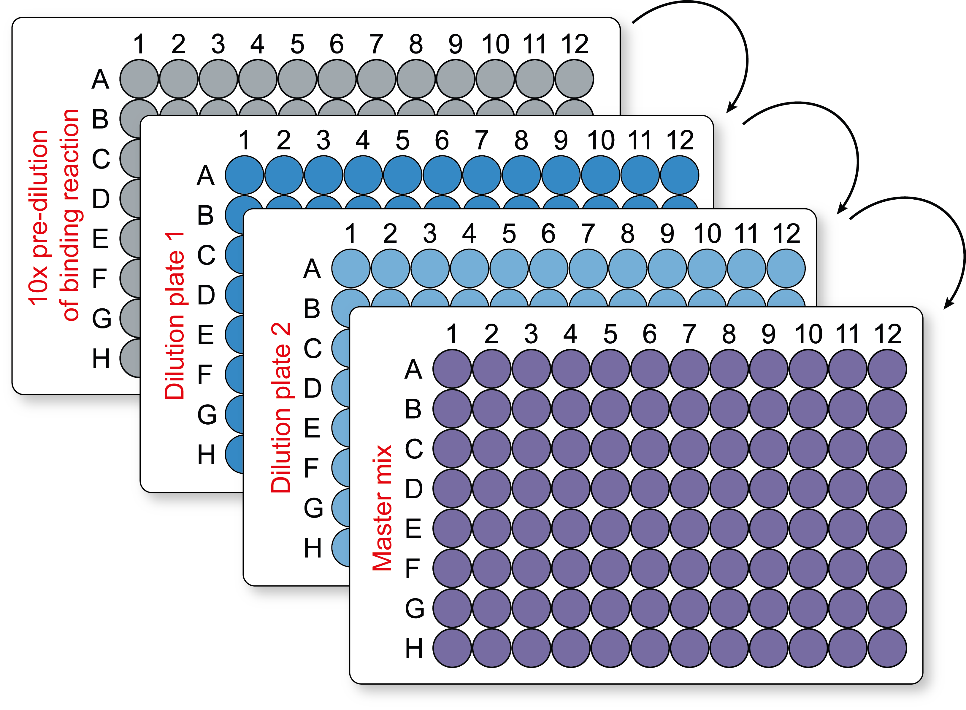 1 2 3 4 5 6 7 8 9 10 11 12
A
B
C
D
E
F
G
H
10x pre-dilution
of binding reaction
1 2 3 4 5 6 7 8 9 10 11 12
A
B
C
D
E
F
G
H
Dilution plate 1
1 2 3 4 5 6 7 8 9 10 11 12
A
B
C
D
E
F
G
H
Dilution plate 2
1 2 3 4 5 6 7 8 9 10 11 12
A
B
C
D
E
F
G
H
Master mix